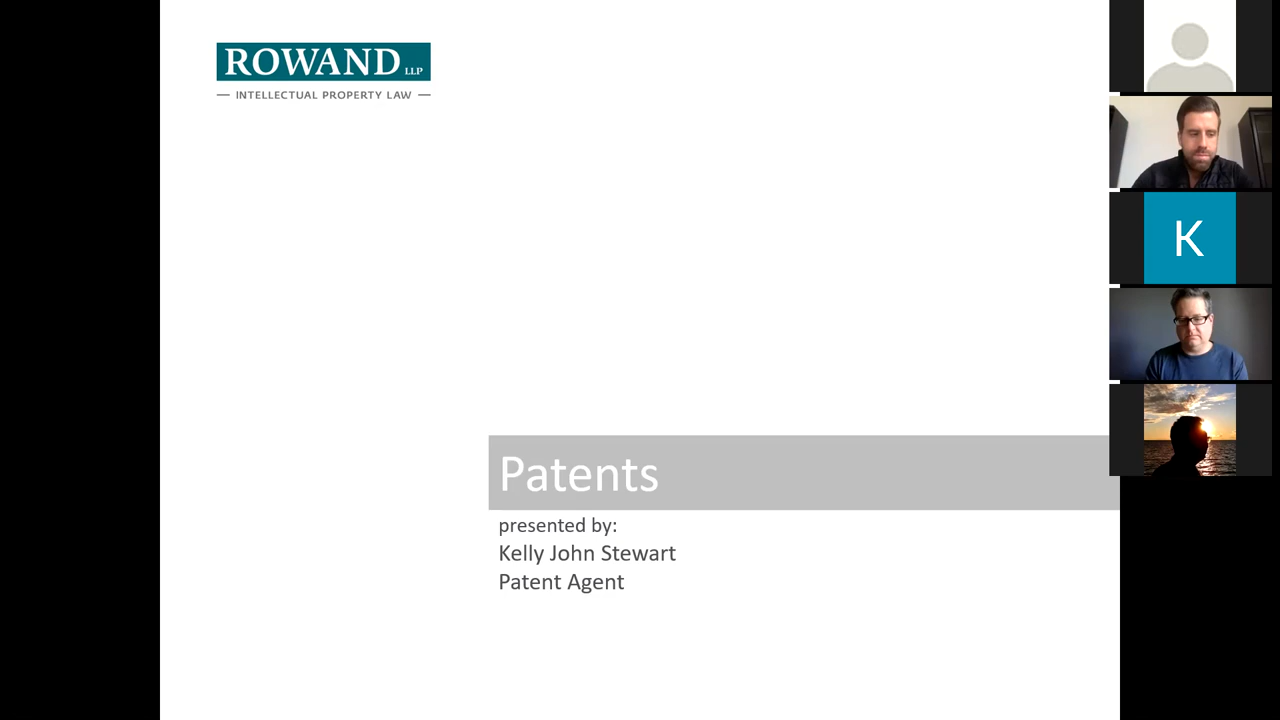 ROWAND LLP
INTELLECTUAL PROPERTY LAW
K
Patents
presented by:
Kelly John Stewart
Patent Agent